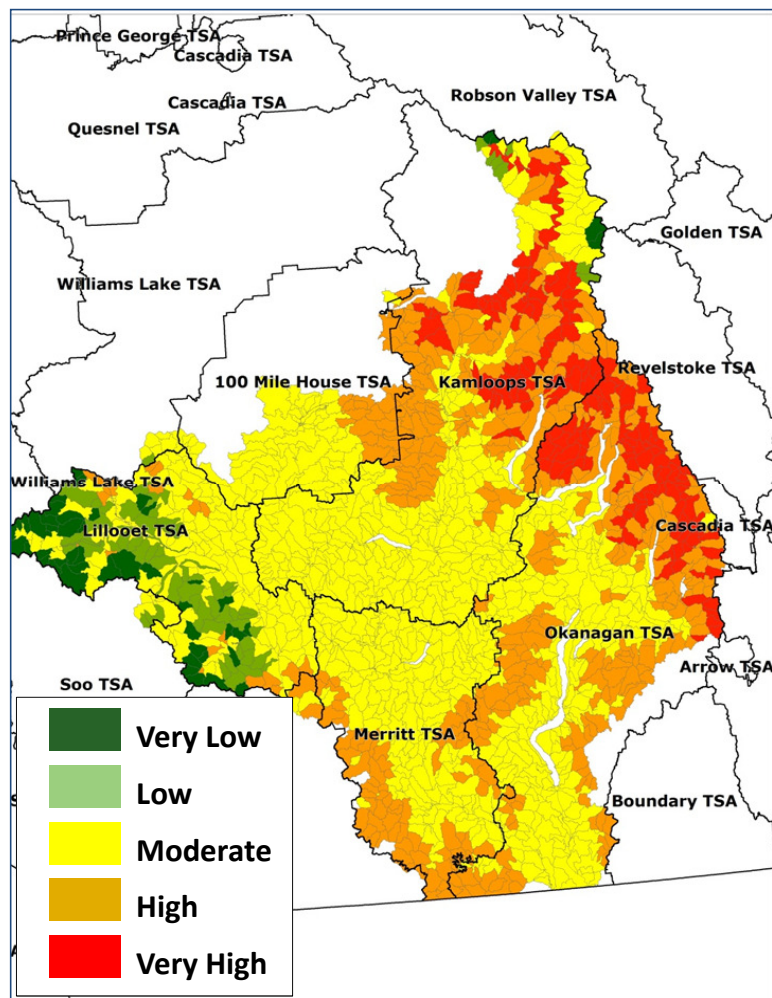 Prince George TSA
Cascadia TSA
Robson Valley TSA
Cascadia TSA
Quesnel TSA
Golden TSA
Williams Lake TSA
100 Mile House TSA
Kamloops TSA
Revelstoke TSA
Williams Lake TSA
Lillooet TSA
Cascadia TSA
Okanagan TSA
Arrow TSA
Soo TSA
Merritt TSA
Boundary TSA
Very Low
Low
Moderate
High
Very High